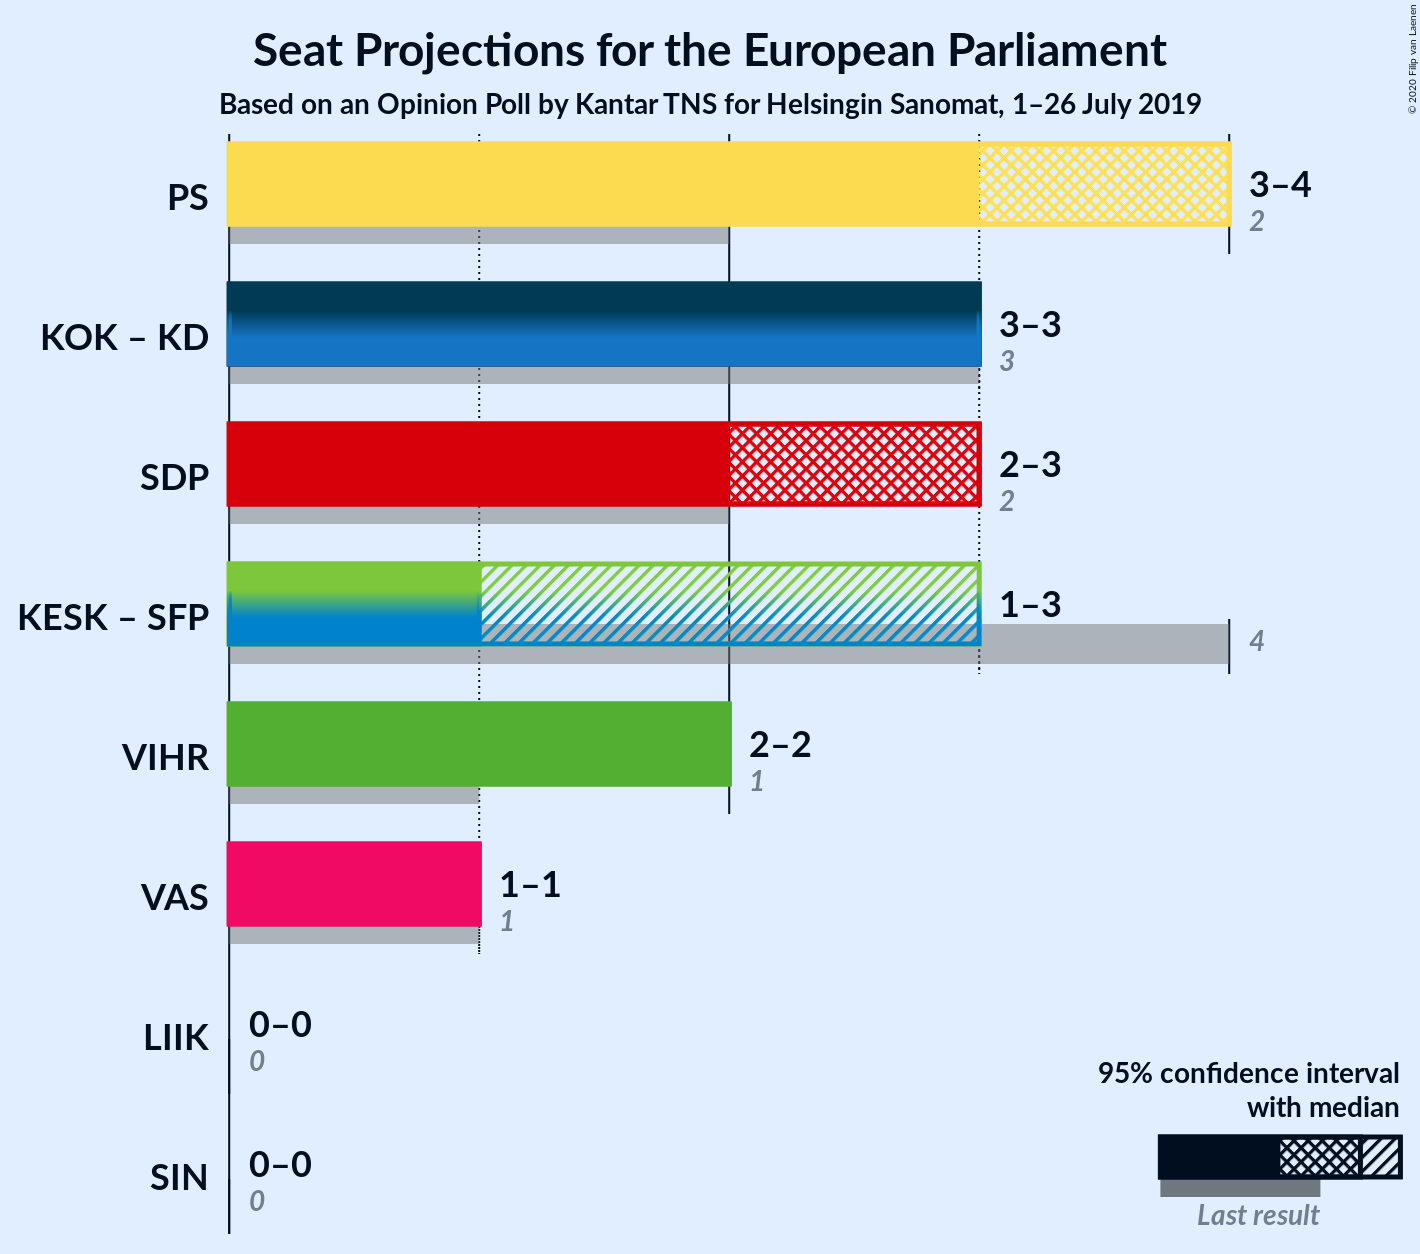 Seat Projections for the European Parliament
Based on an Opinion Poll by Kantar TNS for Helsingin Sanomat, 1–26 July 2019
© 2020 Filip van Laenen
PS
3–4
2
KOK – KD
3–3
3
SDP
2–3
2
KESK – SFP
1–3
4
VIHR
2–2
1
VAS
1–1
1
LIIK
0–0
0
SIN
0–0
0
95% confidence interval
with median
Last result